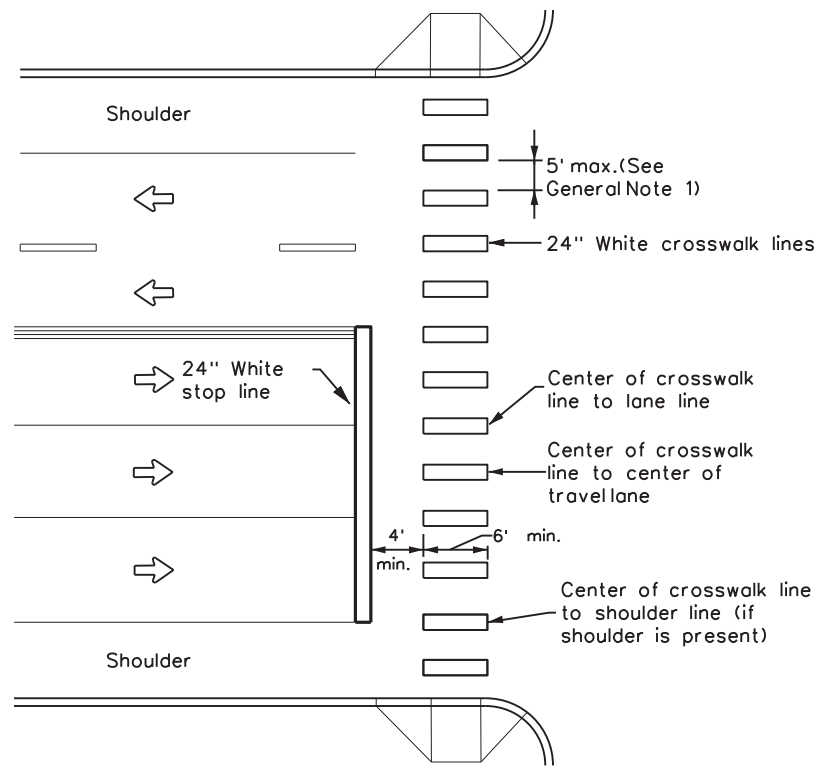 Shoulder
5' max.(See
General Note 1)
24" White crosswalk lines
24" White
stop line
Center of crosswalk
line to lane line
Center of crosswalk
line to center of
travel lane
4'
min.
6' min.
Center of crosswalk line
to shoulder line (if
shoulder is present)
Shoulder